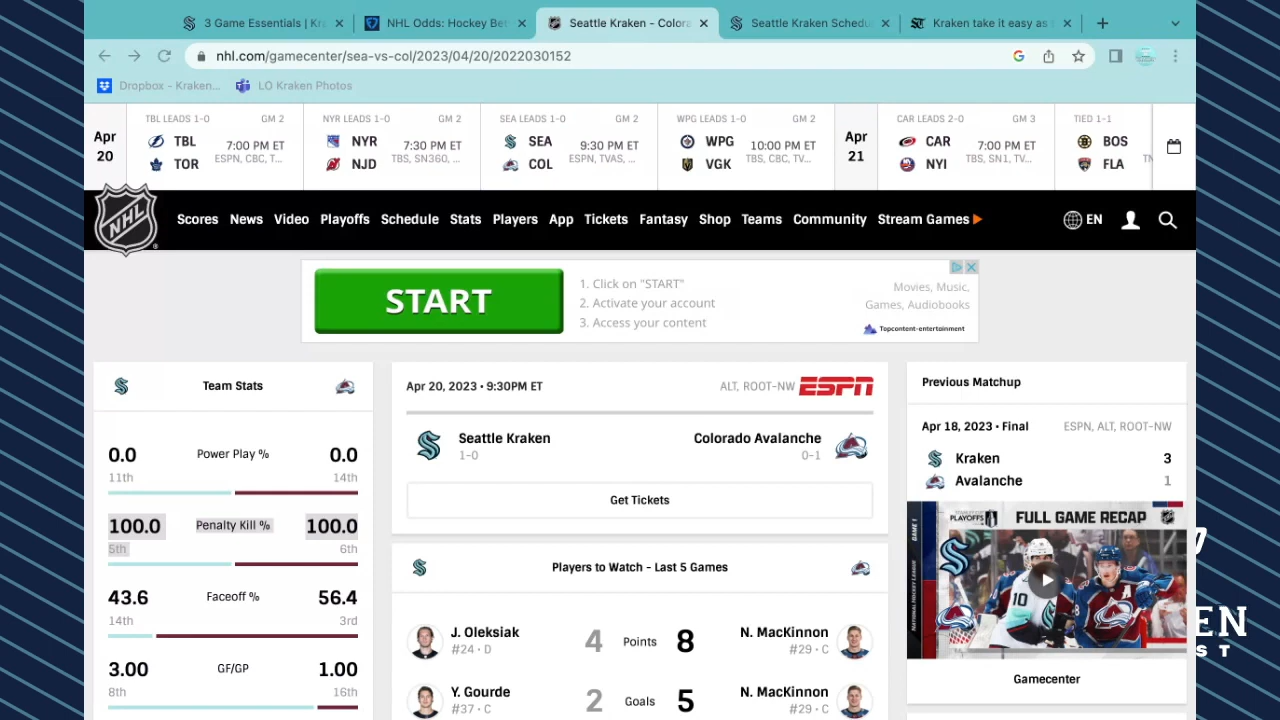 3 Game Essentials | Kra
NHL Odds: Hockey Bet
Seattle Kraken - Colora
Seattle Kraken Schedu
Kraken take it easy as
nhl.com/gamecenter/sea-vs-col/2023/04/20/2022030152
Dropbox - Kraken...
LO Kraken Photos
Apr
20
TBL LEADS 1-0 GM 2
TBL
TOR
7:00 PM ET
ESPN, CBC, T...
NYR LEADS 1-0 GM 2
NYR
NJD
7:30 PM ET
TBS, SN360, ...
SEA LEADS 1-0 GM 2
SEA
COL
9:30 PM ET
ESPN, TVAS, ...
WPG LEADS 1-0 GM 2
WPG
VGK
10:00 PM ET
TBS, CBC, TV...
Apr
21
CAR LEADS 2-0 GM 3
CAR
NYI
7:00 PM ET
TBS, SN1, TV...
TIED 1-1
BOS
FLA
NHL
Scores News Video Playoffs Schedule Stats Players App Tickets Fantasy Shop Teams Community Stream Games
EN
START
1. Click on "START"
2. Activate your account
3. Access your content
Movies, Music,
Games, Audiobooks
Topcontent-entertainment
Team Stats
0.0 Power Play % 0.0
11th 14th
100.0 Penalty Kill % 100.0
5th 6th
43.6 Faceoff % 56.4
14th 3rd
3.00 GF/GP 1.00
8th 16th
Apr 20, 2023 • 9:30PM ET
ALT, ROOT-NW ESPN
Seattle Kraken
1-0
Colorado Avalanche
0-1
Get Tickets
Players to Watch - Last 5 Games
J. Oleksiak
#24 • D
4 Points 8
N. MacKinnon
#29 • C
Y. Gourde
#37 • C
2 Goals 5
N. MacKinnon
#29 • C
Previous Matchup
Apr 18, 2023 • Final ESPN, ALT, ROOT-NW
Kraken 3
Avalanche 1
PLAYOFFS
FULL GAME RECAP
GAME 1
10
Gamecenter
EN
ST